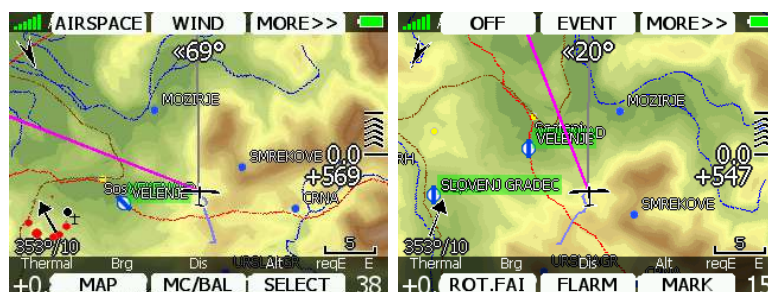 AIRSPACE WIND MORE>>
«69°
MOZIRJE
SMREKOVE
0.0
+569
VELENJE
CRNA
353°/10
5
Thermal Brg Dis Alt reqE E
MAP MC/BAL SELECT 38
OFF EVENT MORE>>
«20°
MOZIRJE
VELENJE
0.0
+547
SLOVENJ GRADEC
SMREKOVE
353°/10
5
Thermal Brg Dis Alt reqE E
+0. ROT.FAI FLARM MARK 15